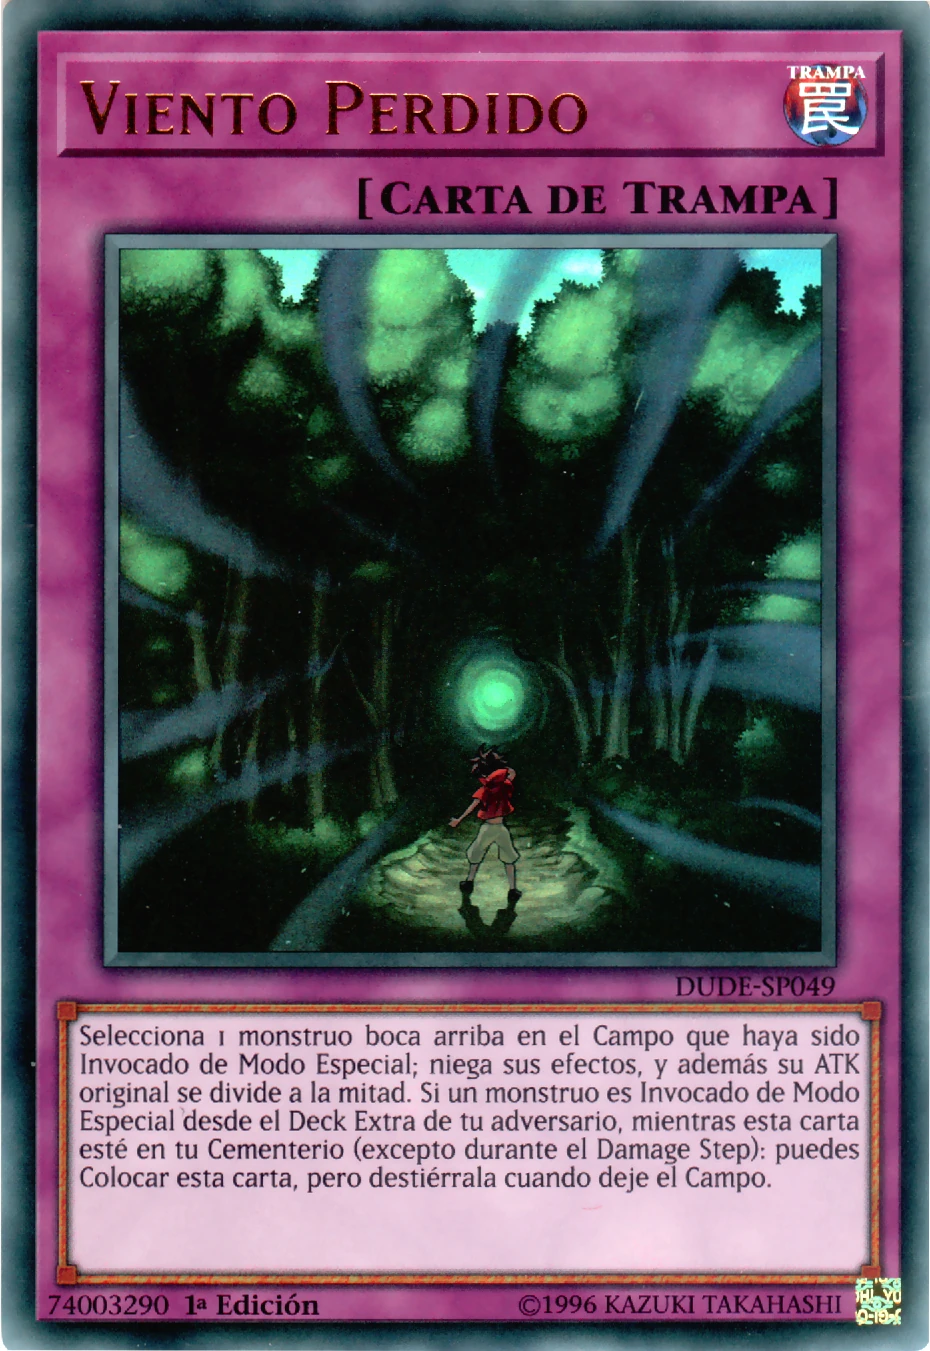 VIENTO PERDIDO
TRAMPA
罠
[CARTA DE TRAMPA]
DUDE-SP049
Selecciona 1 monstruo boca arriba en el Campo que haya sido
Invocado de Modo Especial; niega sus efectos, y además su ATK
original se divide a la mitad. Si un monstruo es Invocado de Modo
Especial desde el Deck Extra de tu adversario, mientras esta carta
esté en tu Cementerio (excepto durante el Damage Step): puedes
Colocar esta carta, pero destiérrala cuando deje el Campo.
74003290 1ª Edición ©1996 KAZUKI TAKAHASHI